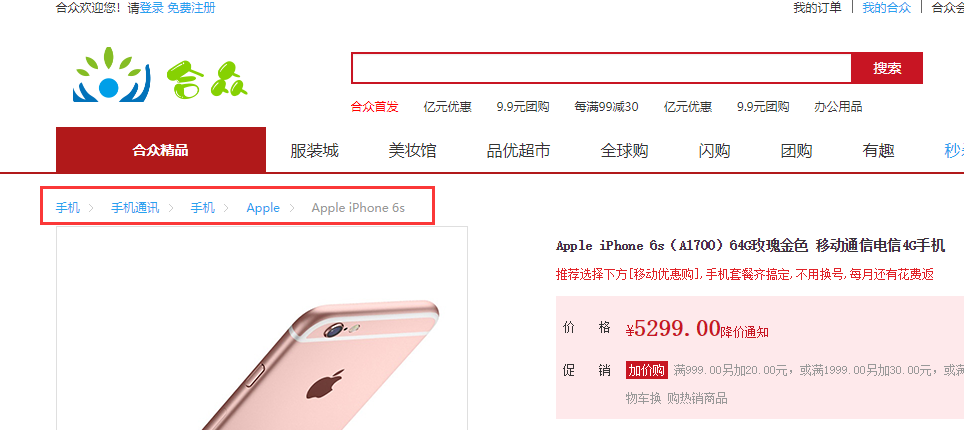 合众欢迎您！请登录 免费注册 我的订单 | 我的合众 | 合众会
合众
搜索
合众首发 亿元优惠 9.9元团购 每满99减30 亿元优惠 9.9元团购 办公用品
合众精品 服装城 美妆馆 品优超市 全球购 闪购 团购 有趣 秒杀
手机 > 手机通讯 > 手机 > Apple > Apple iPhone 6s
Apple iPhone 6s（A1700）64G玫瑰金色 移动通信电信4G手机
推荐选择下方[移动优惠购],手机套餐齐搞定,不用换号,每月还有花费返
价 格 ¥5299.00 降价通知
促 销 加价购 满999.00另加20.00元，或满1999.00另加30.00元，或满
物车换 购热销商品